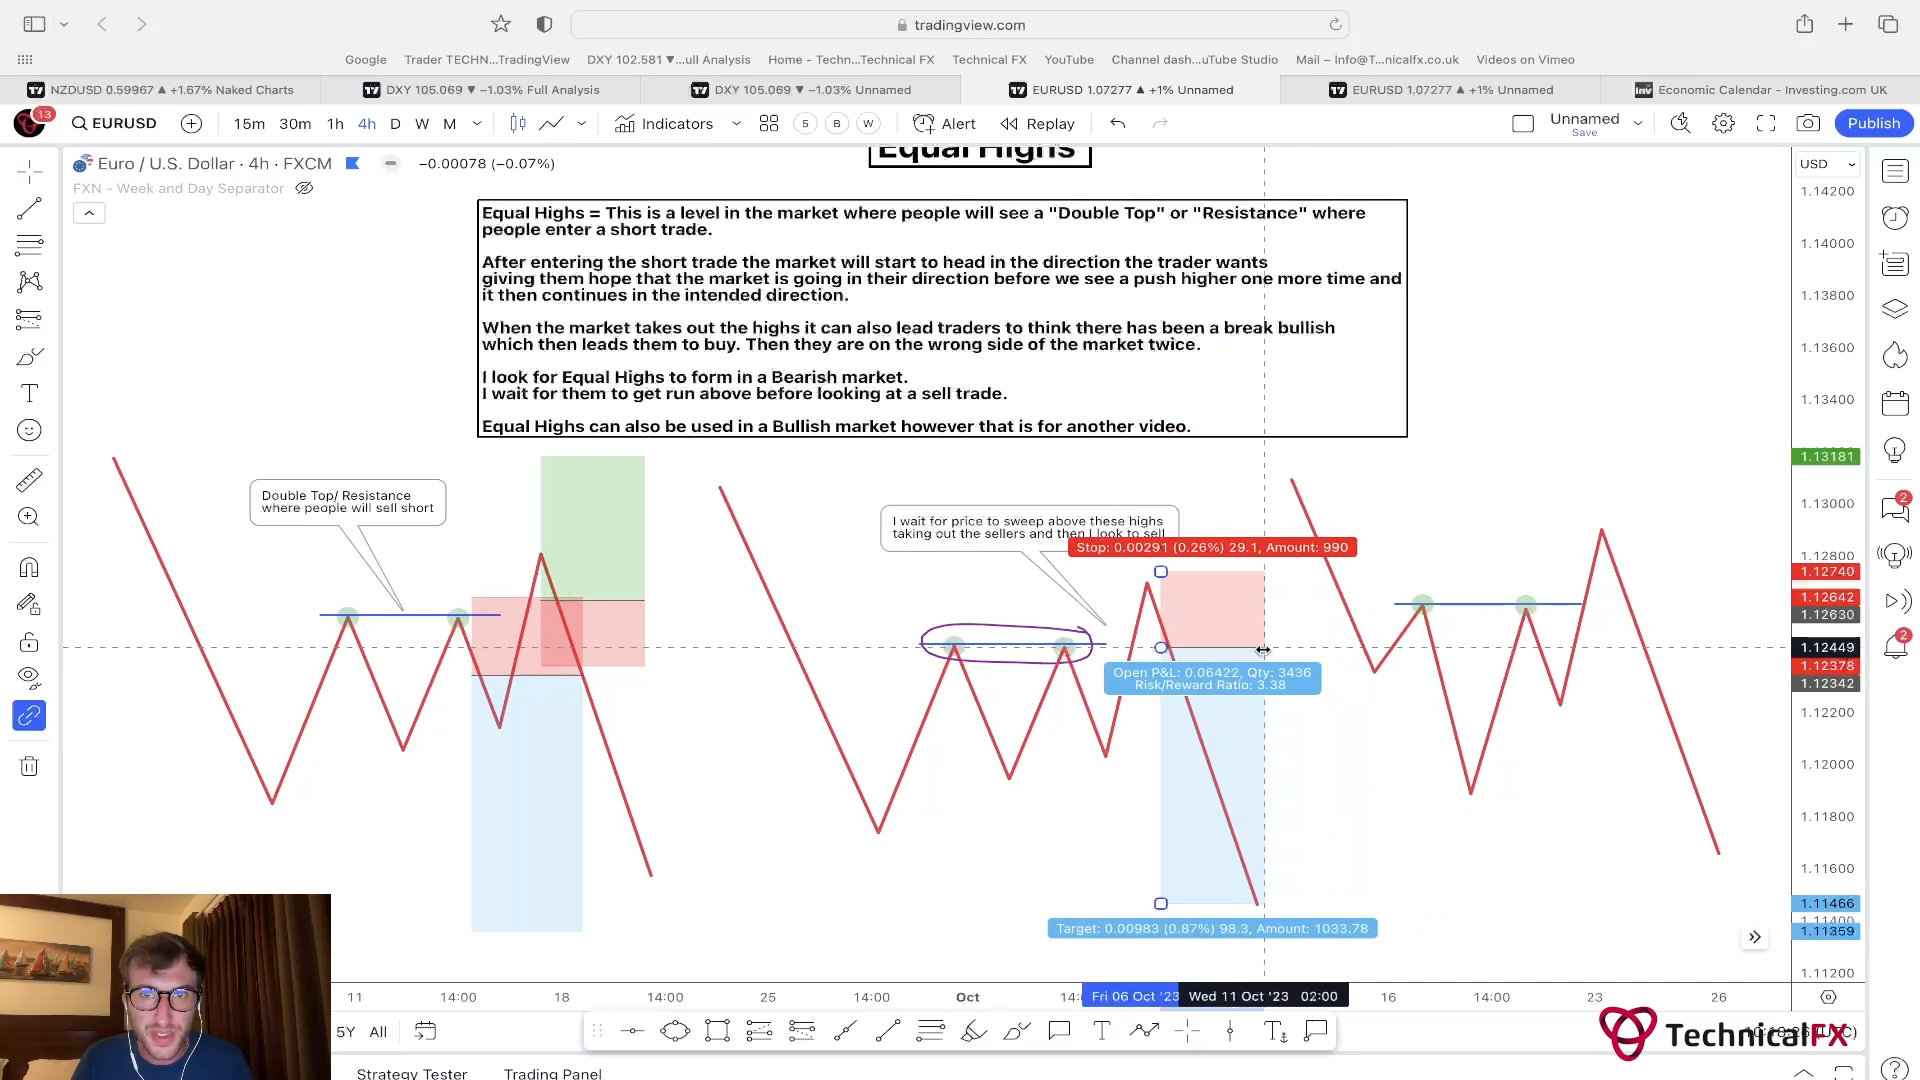 tradingview.com
Google
Trader TECHN...TradingView
DXY 102.581 ▼...ull Analysis
Home - Techn...Technical FX
Technical FX
YouTube
Channel dash...uTube Studio
Mail – Info@T...nicalfx.co.uk
Videos on Vimeo
NZDUSD 0.59967 ▲ +1.67% Naked Charts
DXY 105.069 ▼ −1.03% Full Analysis
DXY 105.069 ▼ −1.03% Unnamed
EURUSD 1.07277 ▲ +1% Unnamed
EURUSD 1.07277 ▲ +1% Unnamed
Economic Calendar - Investing.com UK
13
EURUSD
15m 30m 1h 4h D W M
Indicators
S B W
Alert
Replay
Unnamed
Save
Publish
Euro / U.S. Dollar · 4h · FXCM
−0.00078 (−0.07%)
FXN - Week and Day Separator
USD
Equal Highs
Equal Highs = This is a level in the market where people will see a "Double Top" or "Resistance" where
people enter a short trade.
After entering the short trade the market will start to head in the direction the trader wants
giving them hope that the market is going in their direction before we see a push higher one more time and
it then continues in the intended direction.
When the market takes out the highs it can also lead traders to think there has been a break bullish
which then leads them to buy. Then they are on the wrong side of the market twice.
I look for Equal Highs to form in a Bearish market.
I wait for them to get run above before looking at a sell trade.
Equal Highs can also be used in a Bullish market however that is for another video.
Double Top/ Resistance
where people will sell short
I wait for price to sweep above these highs
taking out the sellers and then I look to sell
Stop: 0.00291 (0.26%) 29.1, Amount: 990
Open P&L: 0.06422, Qty: 3436
Risk/Reward Ratio: 3.38
Target: 0.00983 (0.87%) 98.3, Amount: 1033.78
1.14200
1.14000
1.13800
1.13600
1.13400
1.13181
1.13000
1.12800
1.12740
1.12642
1.12630
1.12449
1.12378
1.12342
1.12200
1.12000
1.11800
1.11600
1.11466
1.11400
1.11359
1.11200
2
2
11 14:00 18 14:00 25 14:00 Oct Fri 06 Oct '23 Wed 11 Oct '23 02:00 16 14:00 23 26
5Y All
TechnicalFX
Strategy Tester
Trading Panel